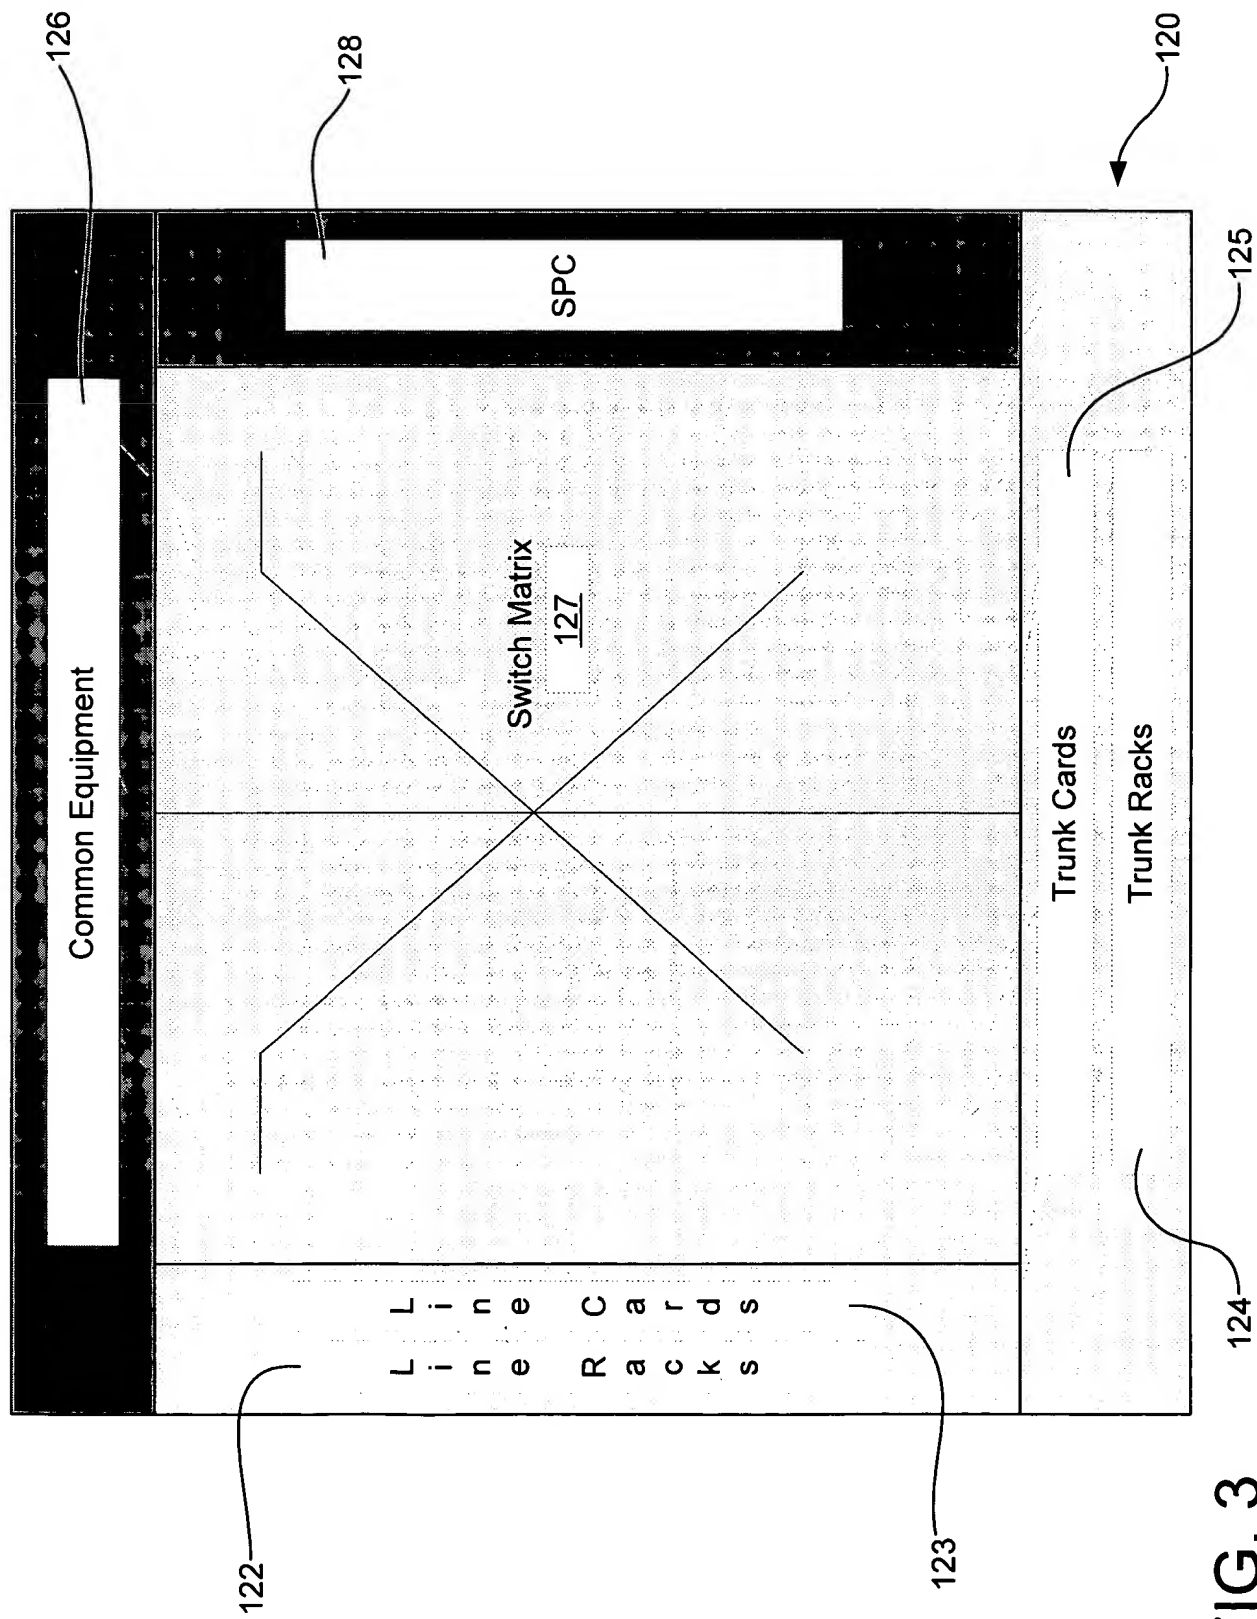 126
128
120
125
Common Equipment
SPC
Switch Matrix
127
Trunk Cards
Trunk Racks
Line Cards
Line Racks
122
123
124
FIG. 3